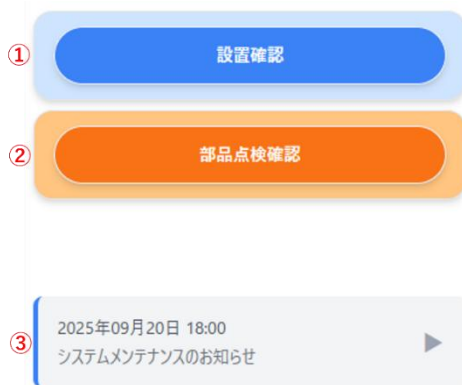 ① 設置確認
② 部品点検確認
2025年09月20日 18:00
③ システムメンテナンスのお知らせ